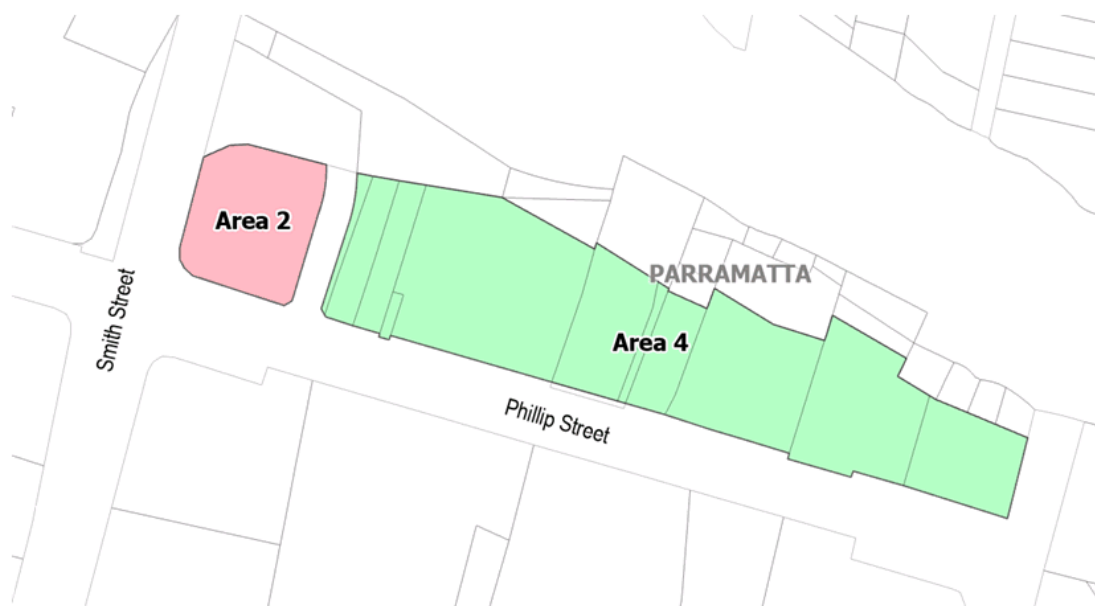 Area 2
PARRAMATTA
Smith Street
Area 4
Phillip Street